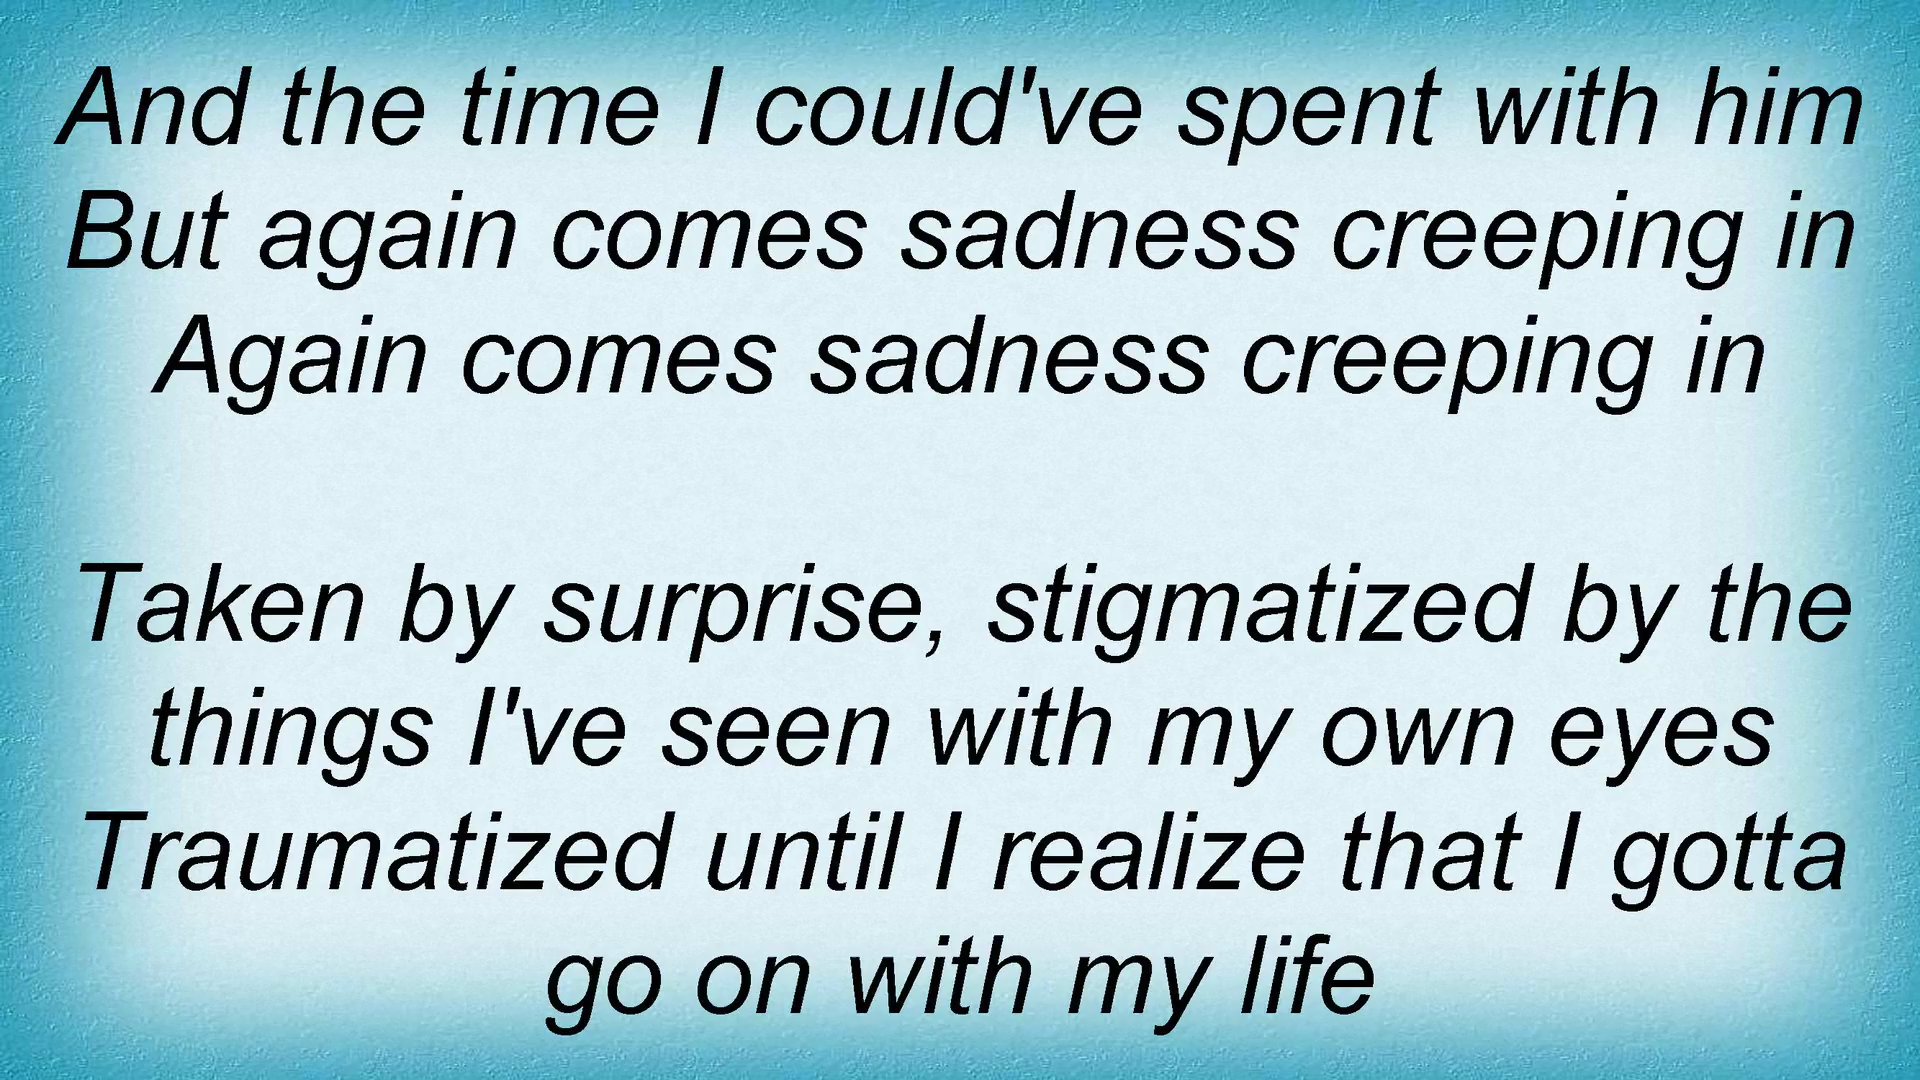 And the time I could've spent with him
But again comes sadness creeping in
Again comes sadness creeping in
Taken by surprise, stigmatized by the
things I've seen with my own eyes
Traumatized until I realize that I gotta
go on with my life